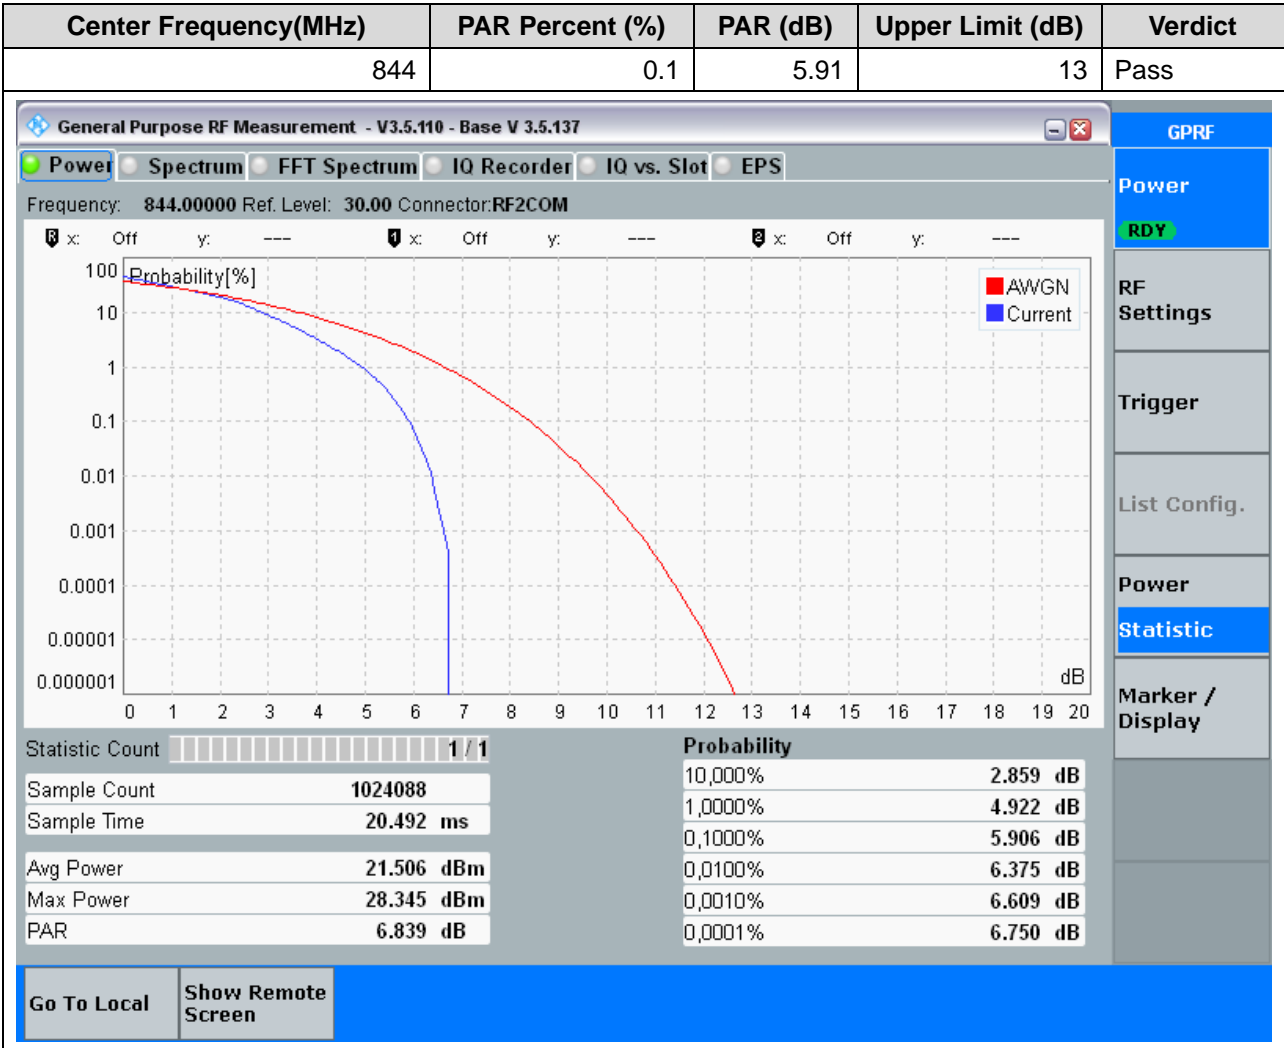 Center Frequency(MHz) PAR Percent (%) PAR (dB) Upper Limit (dB) Verdict
844 0.1 5.91 13 Pass
General Purpose RF Measurement - V3.5.110 - Base V 3.5.137
GPRF
Power Spectrum FFT Spectrum IQ Recorder IQ vs. Slot EPS
Power
RDY
Frequency: 844.00000 Ref. Level: 30.00 Connector:RF2COM
R x: Off y: --- 1 x: Off y: --- 2 x: Off y: ---
Probability[%]
AWGN
Current
100
10
1
0.1
0.01
0.001
0.0001
0.00001
0.000001
dB
0 1 2 3 4 5 6 7 8 9 10 11 12 13 14 15 16 17 18 19 20
RF
Settings
Trigger
List Config.
Power
Statistic
Marker /
Display
Statistic Count 1 / 1
Sample Count 1024088
Sample Time 20.492 ms
Avg Power 21.506 dBm
Max Power 28.345 dBm
PAR 6.839 dB
Probability
10,000% 2.859 dB
1,0000% 4.922 dB
0,1000% 5.906 dB
0,0100% 6.375 dB
0,0010% 6.609 dB
0,0001% 6.750 dB
Go To Local
Show Remote
Screen